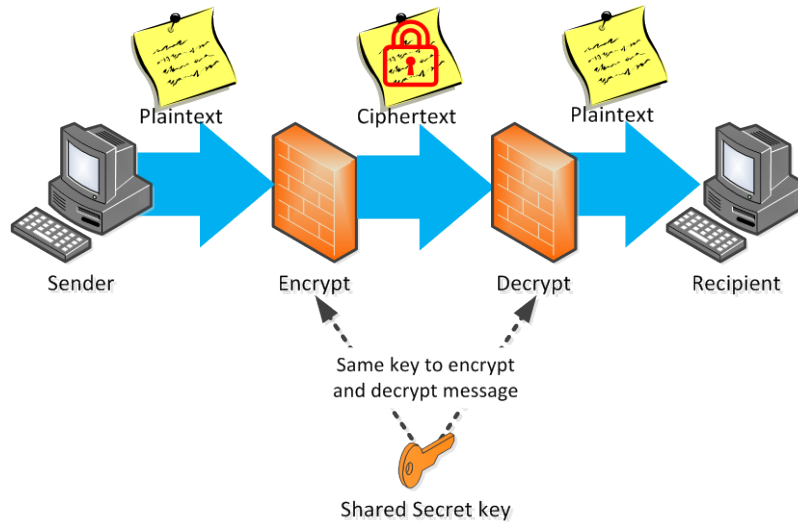 Plaintext
Ciphertext
Plaintext
Sender
Encrypt
Decrypt
Recipient
Same key to encrypt
and decrypt message
Shared Secret key